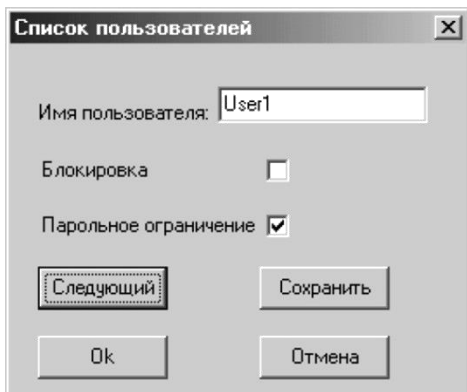 Список пользователей
Имя пользователя: User1
Блокировка
Парольное ограничение
Следующий Сохранить
Ok Отмена